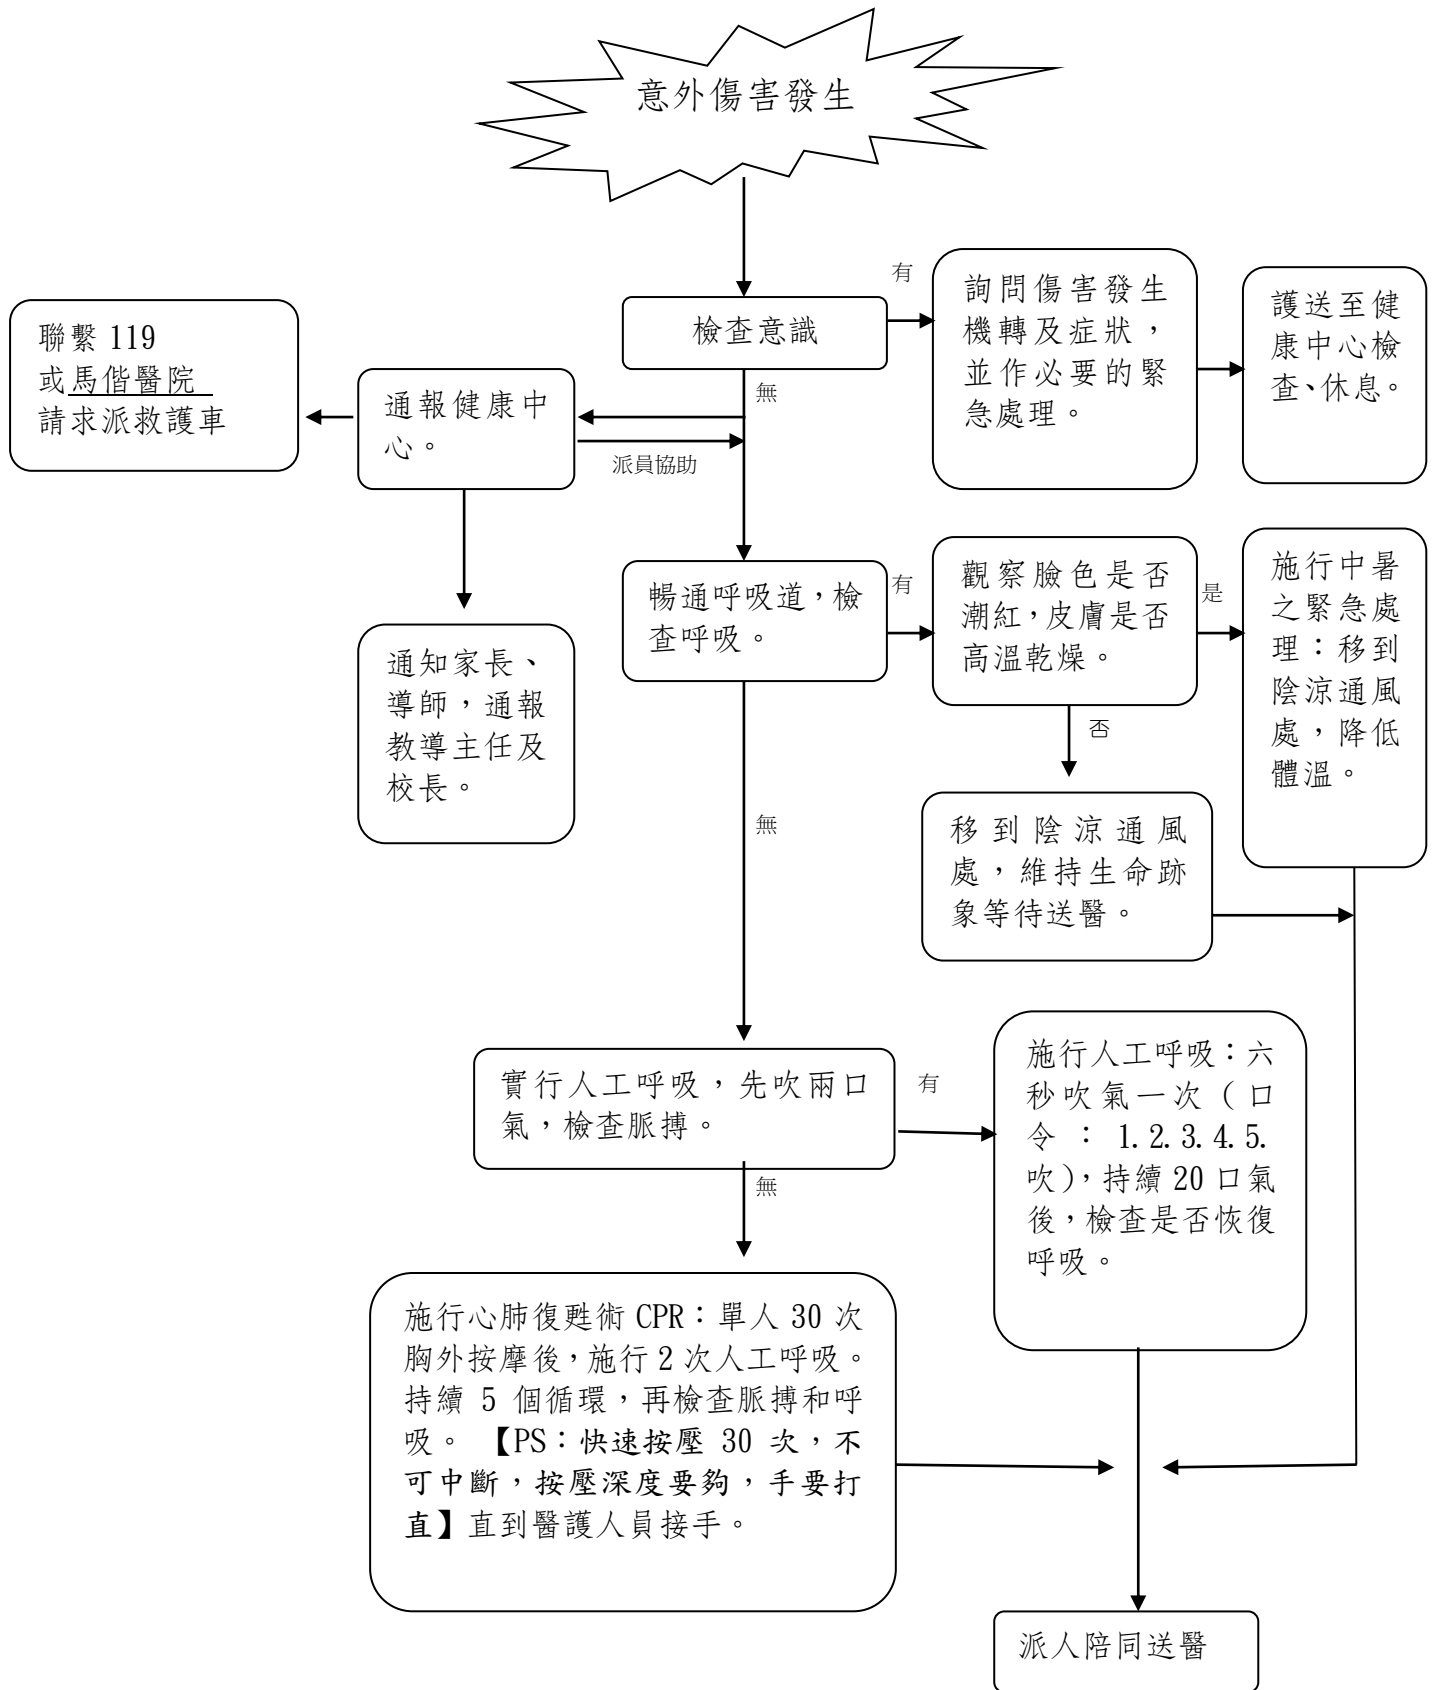 意外傷害發生
有
檢查意識
詢問傷害發生
機轉及症狀，
並作必要的緊
急處理。
護送至健
康中心檢
查、休息。
無
聯繫 119
或馬偕醫院
請求派救護車
通報健康中
心。
派員協助
通知家長、
導師，通報
教導主任及
校長。
暢通呼吸道，檢
查呼吸。
有
觀察臉色是否
潮紅，皮膚是否
高溫乾燥。
是
施行中暑
之緊急處
理：移到
陰涼通風
處，降低
體溫。
否
移到陰涼通風
處，維持生命跡
象等待送醫。
無
實行人工呼吸，先吹兩口
氣，檢查脈搏。
有
施行人工呼吸：六
秒吹氣一次（口
令：1.2.3.4.5.
吹），持續 20 口氣
後，檢查是否恢復
呼吸。
無
施行心肺復甦術 CPR：單人 30 次
胸外按摩後，施行 2 次人工呼吸。
持續 5 個循環，再檢查脈搏和呼
吸。【PS：快速按壓 30 次，不
可中斷，按壓深度要夠，手要打
直】直到醫護人員接手。
派人陪同送醫